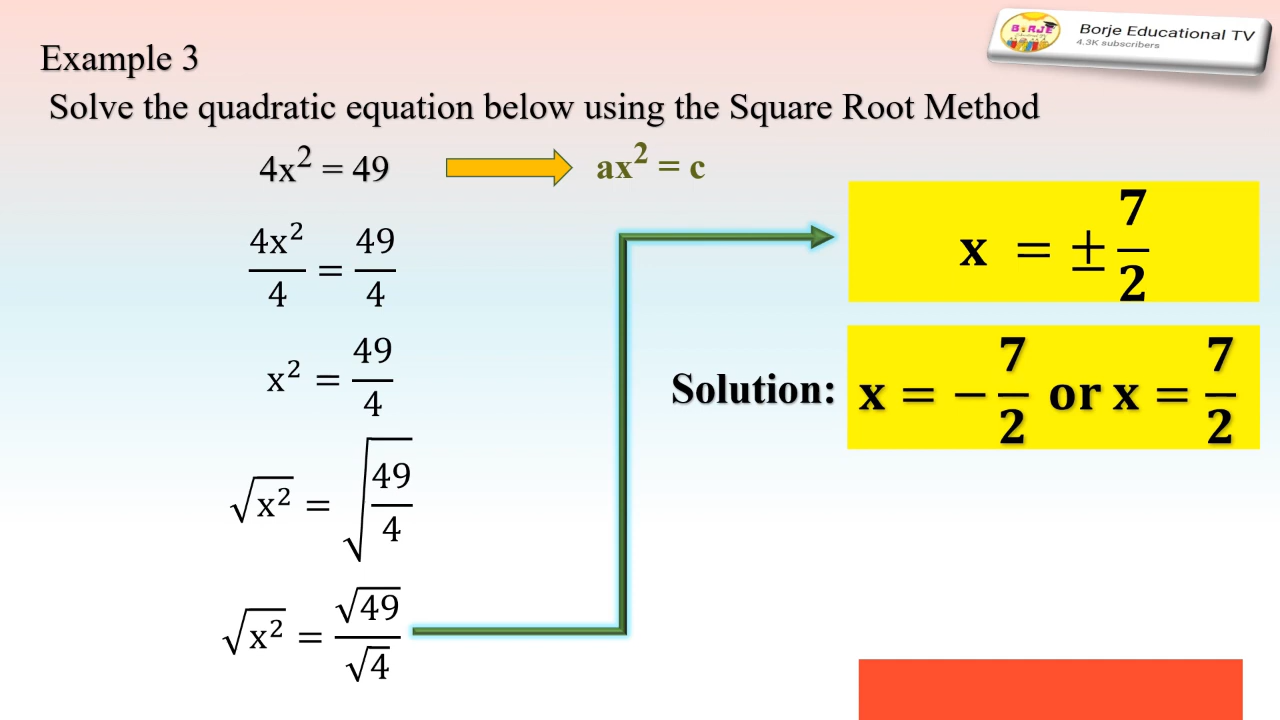 Example 3
Borje Educational TV
4.3K subscribers
BORJE
Solve the quadratic equation below using the Square Root Method
4x² = 49
ax² = c
4x²/4 = 49/4
x² = 49/4
√x² = √(49/4)
√x² = √49/√4
x = ±7/2
Solution: x = −7/2 or x = 7/2